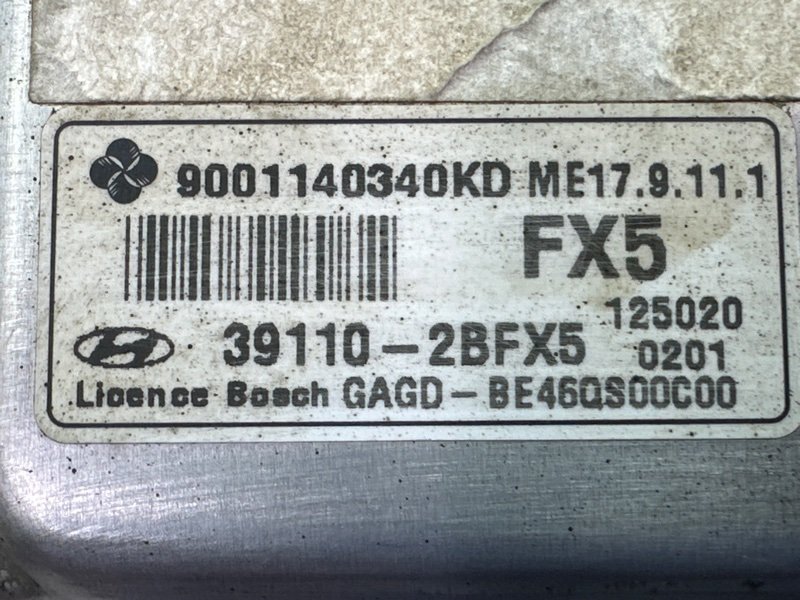 9001140340KD ME17.9.11.1
FX5
39110-2BFX5
125020
0201
Licence Bosch GAGD-BE46QS00C00